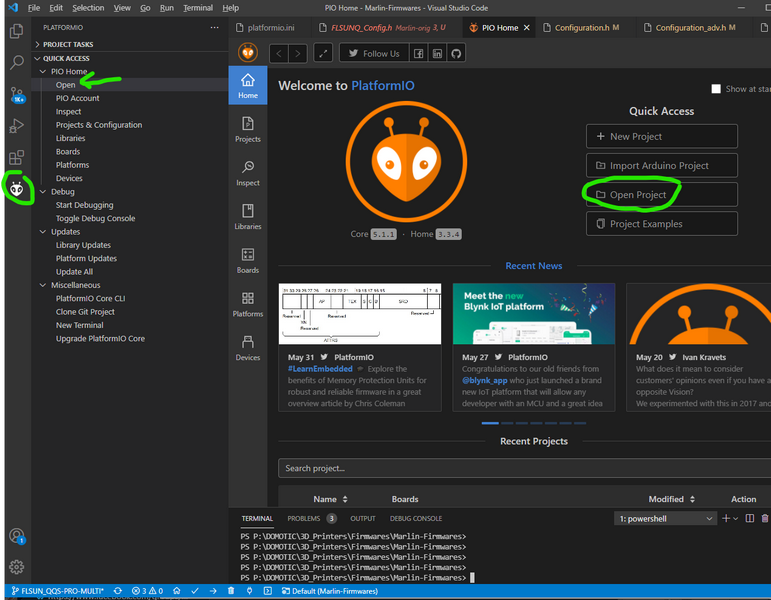 File Edit Selection View Go Run Terminal Help
PIO Home - Marlin-Firmwares - Visual Studio Code
PLATFORMIO
PROJECT TASKS
QUICK ACCESS
PIO Home
Open
PIO Account
Inspect
Projects & Configuration
Libraries
Boards
Platforms
Devices
Debug
Start Debugging
Toggle Debug Console
Updates
Library Updates
Platform Updates
Update All
Miscellaneous
PlatformIO Core CLI
Clone Git Project
New Terminal
Upgrade PlatformIO Core
1K+
1
platformio.ini
FLSUNQ_Config.h Marlin-orig 3, U
PIO Home
Configuration.h M
Configuration_adv.h M
Follow Us
Home
Projects
Inspect
Libraries
Boards
Platforms
Devices
Welcome to PlatformIO
Show at star
Core 5.1.1 · Home 3.3.4
Quick Access
New Project
Import Arduino Project
Open Project
Project Examples
Recent News
AP
TEX
S C B
SRD
Reserved
XN
Reserved
Reserved
Reserved
ATTRS
May 31 PlatformIO
#LearnEmbedded Explore the
benefits of Memory Protection Units for
robust and reliable firmware in a great
overview article by Chris Coleman
Meet the new
Blynk IoT platform
May 27 PlatformIO
Congratulations to our old friends from
@blynk_app who just launched a brand
new IoT platform that will allow any
developer with an MCU and a great idea
May 20 Ivan Kravets
What does it mean to consider
customers' opinions even if you have a
opposite Vision?
We experimented with this in 2017 and
Recent Projects
Search project...
Name Boards Modified Action
TERMINAL PROBLEMS 3 OUTPUT DEBUG CONSOLE
1: powershell
PS P:\DOMOTIC\3D_Printers\Firmwares\Marlin-Firmwares>
PS P:\DOMOTIC\3D_Printers\Firmwares\Marlin-Firmwares>
PS P:\DOMOTIC\3D_Printers\Firmwares\Marlin-Firmwares>
PS P:\DOMOTIC\3D_Printers\Firmwares\Marlin-Firmwares>
PS P:\DOMOTIC\3D_Printers\Firmwares\Marlin-Firmwares>
FLSUN_QQS-PRO-MULTI* 3 0 Default (Marlin-Firmwares)